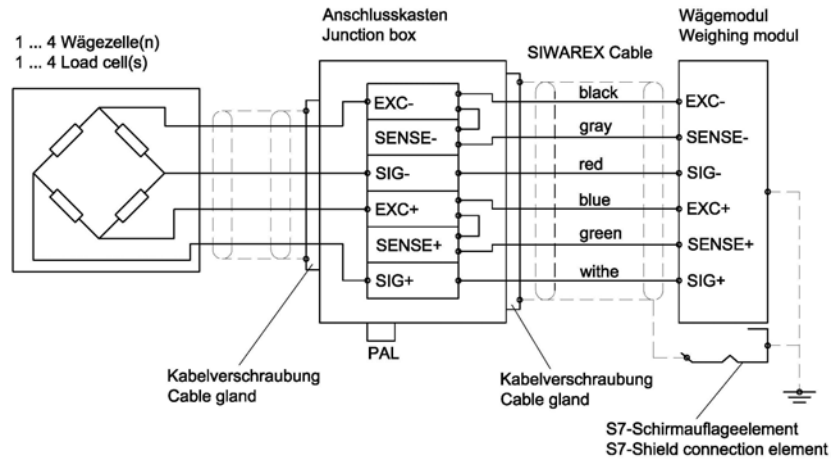 Anschlusskasten
Junction box
Wägemodul
Weighing modul
1 ... 4 Wägezelle(n)
1 ... 4 Load cell(s)
SIWAREX Cable
EXC-
black
EXC-
SENSE-
gray
SENSE-
SIG-
red
SIG-
EXC+
blue
EXC+
SENSE+
green
SENSE+
SIG+
withe
SIG+
PAL
Kabelverschraubung
Cable gland
Kabelverschraubung
Cable gland
S7-Schirmauflageelement
S7-Shield connection element